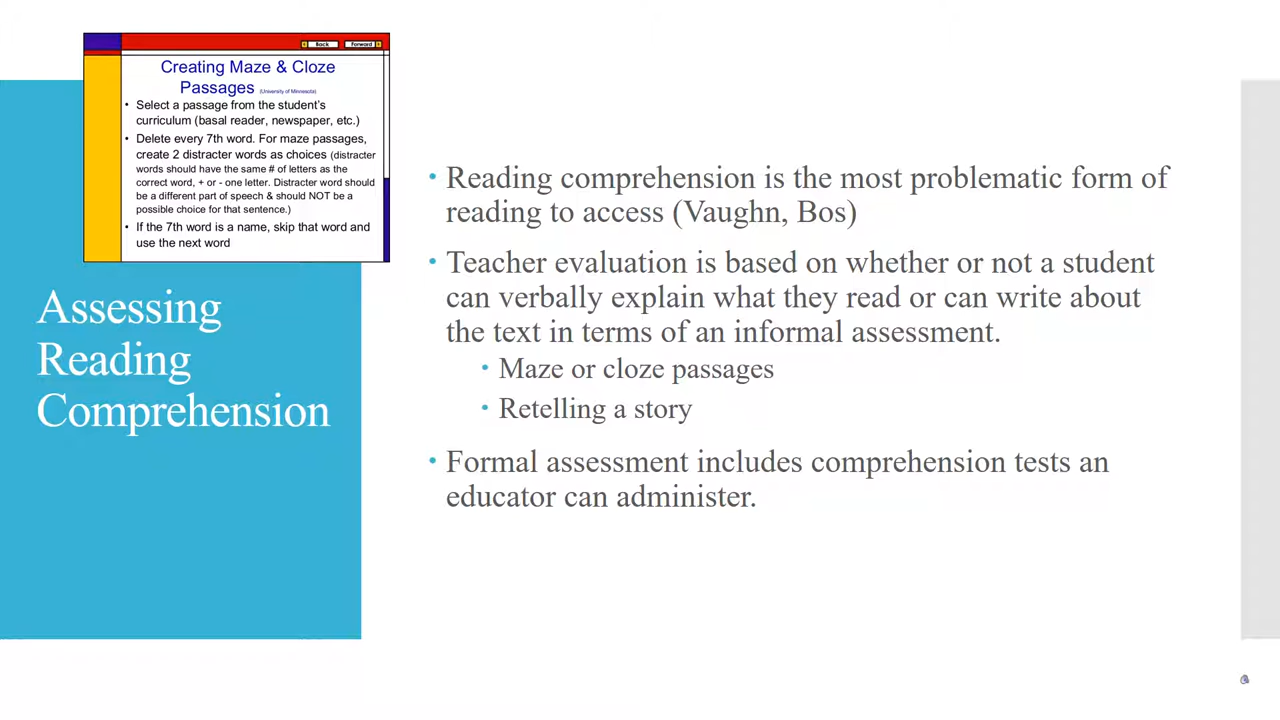 Back
Forward
Creating Maze & Cloze
Passages (University of Minnesota)
• Select a passage from the student's
curriculum (basal reader, newspaper, etc.)
• Delete every 7th word. For maze passages,
create 2 distracter words as choices (distracter
words should have the same # of letters as the
correct word, + or - one letter. Distracter word should
be a different part of speech & should NOT be a
possible choice for that sentence.)
• If the 7th word is a name, skip that word and
use the next word
Assessing
Reading
Comprehension
• Reading comprehension is the most problematic form of
reading to access (Vaughn, Bos)
• Teacher evaluation is based on whether or not a student
can verbally explain what they read or can write about
the text in terms of an informal assessment.
• Maze or cloze passages
• Retelling a story
• Formal assessment includes comprehension tests an
educator can administer.